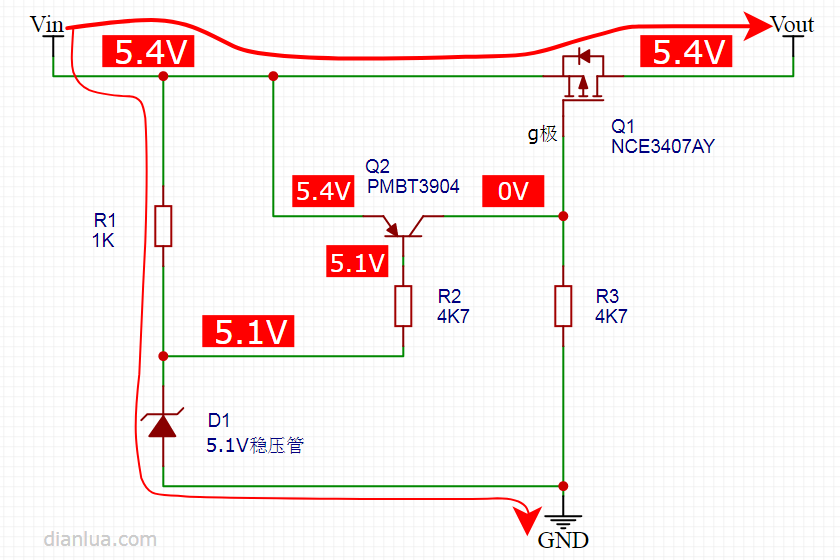 Vin
Vout
5.4V
5.4V
g极
Q1
NCE3407AY
Q2
PMBT3904
5.4V
0V
R1
1K
5.1V
R2
4K7
R3
4K7
5.1V
D1
5.1V稳压管
dianlua.com
GND